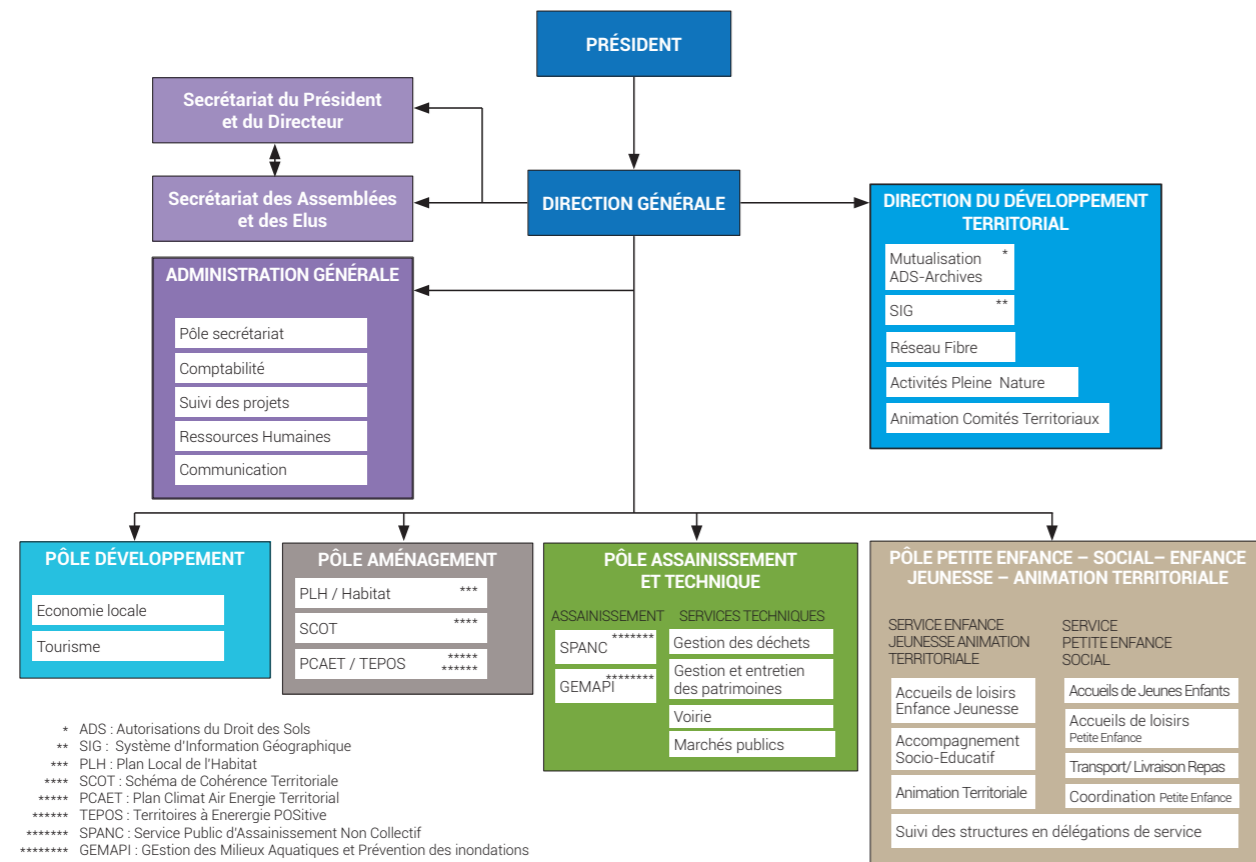 PRÉSIDENT
Secrétariat du Président
et du Directeur
Secrétariat des Assemblées
et des Elus
DIRECTION GÉNÉRALE
DIRECTION DU DÉVELOPPEMENT
TERRITORIAL
Mutualisation *
ADS-Archives
SIG **
Réseau Fibre
Activités Pleine Nature
Animation Comités Territoriaux
ADMINISTRATION GÉNÉRALE
Pôle secrétariat
Comptabilité
Suivi des projets
Ressources Humaines
Communication
PÔLE DÉVELOPPEMENT
Economie locale
Tourisme
PÔLE AMÉNAGEMENT
PLH / Habitat ***
SCOT ****
PCAET / TEPOS *****
******
PÔLE ASSAINISSEMENT
ET TECHNIQUE
ASSAINISSEMENT
SPANC *******
GEMAPI ********
SERVICES TECHNIQUES
Gestion des déchets
Gestion et entretien
des patrimoines
Voirie
Marchés publics
PÔLE PETITE ENFANCE – SOCIAL– ENFANCE
JEUNESSE – ANIMATION TERRITORIALE
SERVICE ENFANCE
JEUNESSE ANIMATION
TERRITORIALE
Accueils de loisirs
Enfance Jeunesse
Accompagnement
Socio-Educatif
Animation Territoriale
SERVICE
PETITE ENFANCE
SOCIAL
Accueils de Jeunes Enfants
Accueils de loisirs
Petite Enfance
Transport/ Livraison Repas
Coordination Petite Enfance
Suivi des structures en délégations de service
* ADS : Autorisations du Droit des Sols
** SIG : Système d'Information Géographique
*** PLH : Plan Local de l'Habitat
**** SCOT : Schéma de Cohérence Territoriale
***** PCAET : Plan Climat Air Energie Territorial
****** TEPOS : Territoires à Enerergie POSitive
******* SPANC : Service Public d'Assainissement Non Collectif
******** GEMAPI : GEstion des Milieux Aquatiques et Prévention des inondations